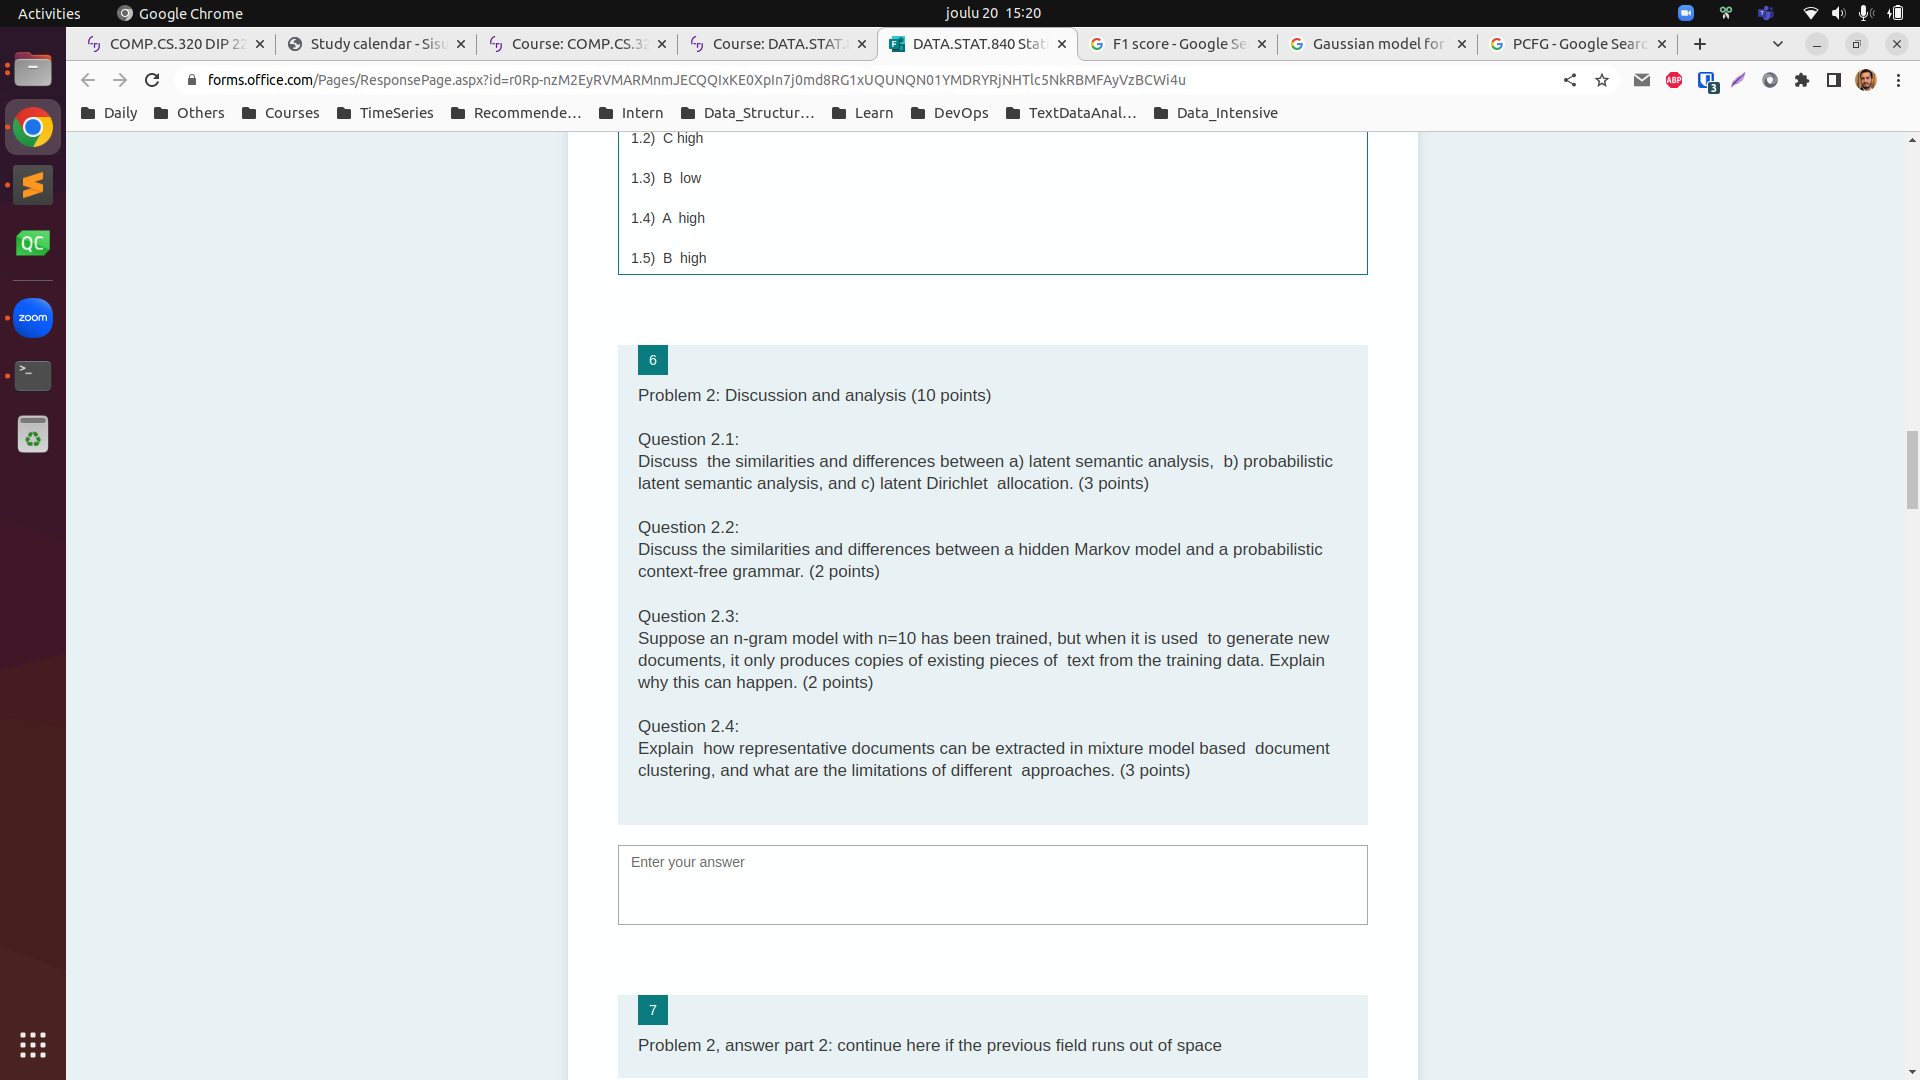 Activities
Google Chrome
joulu 20 15:20
COMP.CS.320 DIP 22
Study calendar - Sisu
Course: COMP.CS.32
Course: DATA.STAT.
DATA.STAT.840 Stati
F1 score - Google Se
Gaussian model for
PCFG - Google Searc
forms.office.com/Pages/ResponsePage.aspx?id=r0Rp-nzM2EyRVMARMnmJECQQIxKE0XpIn7j0md8RG1xUQUNQN01YMDRYRjNHTlc5NkRBMFAyVzBCWi4u
ABP
3
Daily
Others
Courses
TimeSeries
Recommende...
Intern
Data_Structur...
Learn
DevOps
TextDataAnal...
Data_Intensive
QC
zoom
1.2) C high
1.3) B low
1.4) A high
1.5) B high
6
Problem 2: Discussion and analysis (10 points)
Question 2.1:
Discuss the similarities and differences between a) latent semantic analysis, b) probabilistic
latent semantic analysis, and c) latent Dirichlet allocation. (3 points)
Question 2.2:
Discuss the similarities and differences between a hidden Markov model and a probabilistic
context-free grammar. (2 points)
Question 2.3:
Suppose an n-gram model with n=10 has been trained, but when it is used to generate new
documents, it only produces copies of existing pieces of text from the training data. Explain
why this can happen. (2 points)
Question 2.4:
Explain how representative documents can be extracted in mixture model based document
clustering, and what are the limitations of different approaches. (3 points)
Enter your answer
7
Problem 2, answer part 2: continue here if the previous field runs out of space